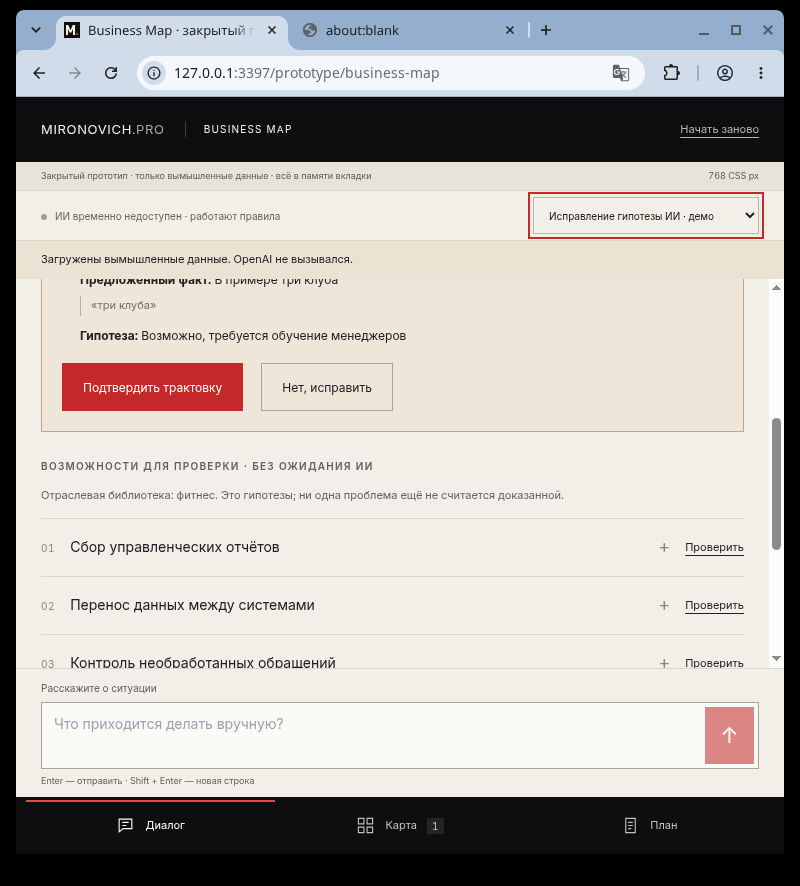 Business Map · закрытый г
about:blank
127.0.0.1:3397/prototype/business-map
MIRONOVICH.PRO
BUSINESS MAP
Начать заново
Закрытый прототип · только вымышленные данные · всё в памяти вкладки
768 CSS px
ИИ временно недоступен · работают правила
Исправление гипотезы ИИ · демо
Загружены вымышленные данные. OpenAI не вызывался.
Предложенный факт: В примере три клуба
«три клуба»
Гипотеза: Возможно, требуется обучение менеджеров
Подтвердить трактовку
Нет, исправить
ВОЗМОЖНОСТИ ДЛЯ ПРОВЕРКИ · БЕЗ ОЖИДАНИЯ ИИ
Отраслевая библиотека: фитнес. Это гипотезы; ни одна проблема ещё не считается доказанной.
01 Сбор управленческих отчётов + Проверить
02 Перенос данных между системами + Проверить
03 Контроль необработанных обращений + Проверить
Расскажите о ситуации
Что приходится делать вручную?
Enter — отправить · Shift + Enter — новая строка
Диалог
Карта 1
План